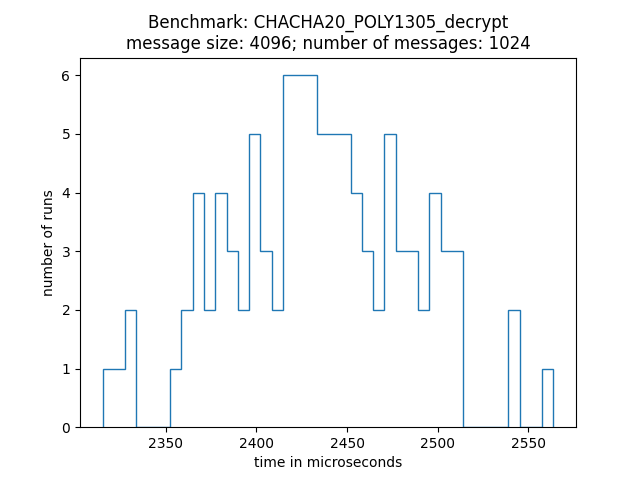 Benchmark: CHACHA20_POLY1305_decrypt
message size: 4096; number of messages: 1024
6
5
4
3
2
1
0
number of runs
2350 2400 2450 2500 2550
time in microseconds